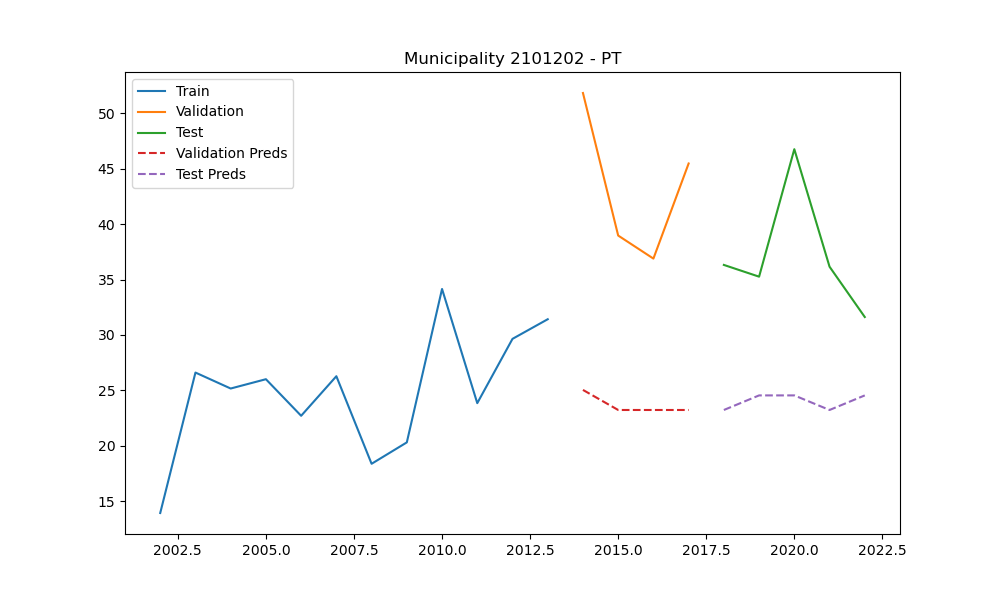 Municipality 2101202 - PT
Train
Validation
Test
Validation Preds
Test Preds
50
45
40
35
30
25
20
15
2002.5 2005.0 2007.5 2010.0 2012.5 2015.0 2017.5 2020.0 2022.5